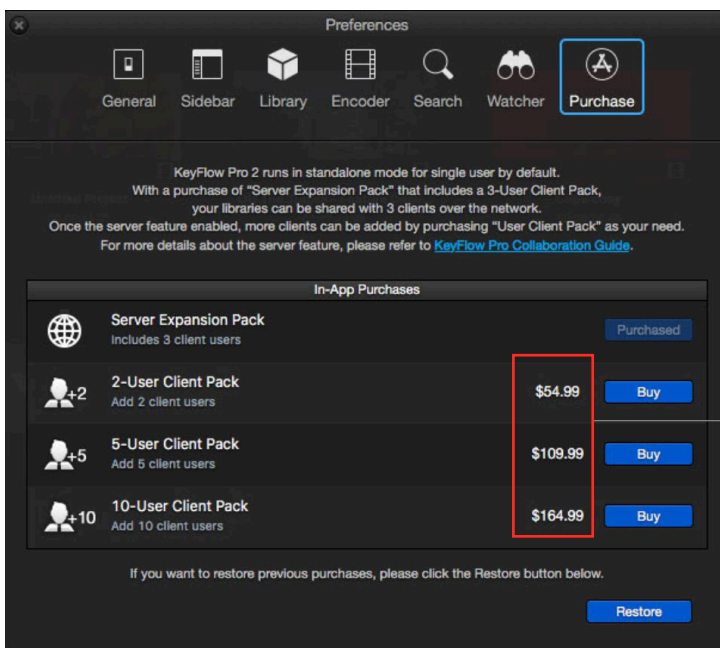 Preferences
General Sidebar Library Encoder Search Watcher Purchase
KeyFlow Pro 2 runs in standalone mode for single user by default.
With a purchase of "Server Expansion Pack" that includes a 3-User Client Pack,
your libraries can be shared with 3 clients over the network.
Once the server feature enabled, more clients can be added by purchasing "User Client Pack" as your need.
For more details about the server feature, please refer to KeyFlow Pro Collaboration Guide.
In-App Purchases
Server Expansion Pack
Includes 3 client users
Purchased
+2
2-User Client Pack
Add 2 client users
$54.99
Buy
+5
5-User Client Pack
Add 5 client users
$109.99
Buy
+10
10-User Client Pack
Add 10 client users
$164.99
Buy
If you want to restore previous purchases, please click the Restore button below.
Restore